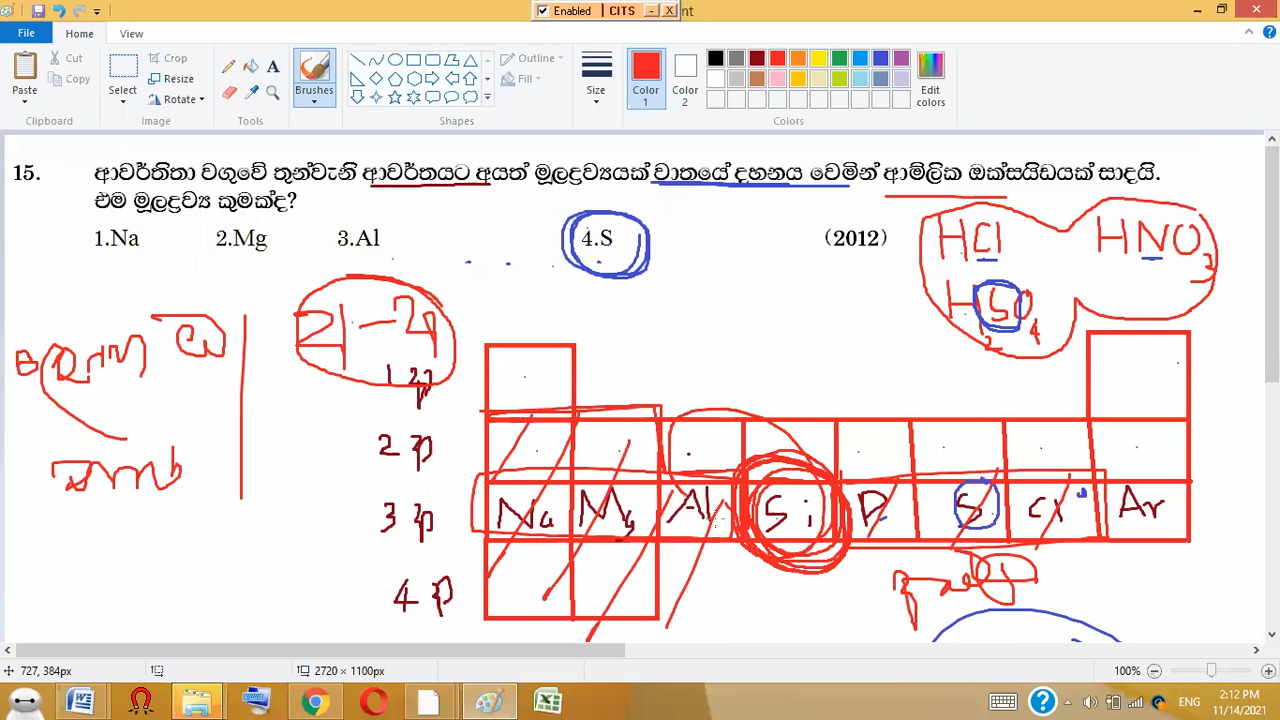 Enabled | CITS
File Home View
Cut
Copy
Paste
Crop
Resize
Rotate
Select
Brushes
Outline
Fill
Size
Color 1
Color 2
Edit colors
Clipboard Image Tools Shapes Colors
15. ආවර්තිතා වගුවේ තුන්වැනි ආවර්තයට අයත් මූලද්‍රව්‍යයක් වාතයේ දහනය වෙමින් ආම්ලික ඔක්සයිඩයක් සාදයි.
එම මූලද්‍රව්‍ය කුමක්ද?
1.Na 2.Mg 3.Al 4.S (2012)
HCl HNO3
H2SO4
21 – 2අ
1 අ
2 අ
3 අ Na Mg Al Si P S Cl Ar
4 අ
727, 384px 2720 × 1100px 100%
ENG 2:12 PM
11/14/2021